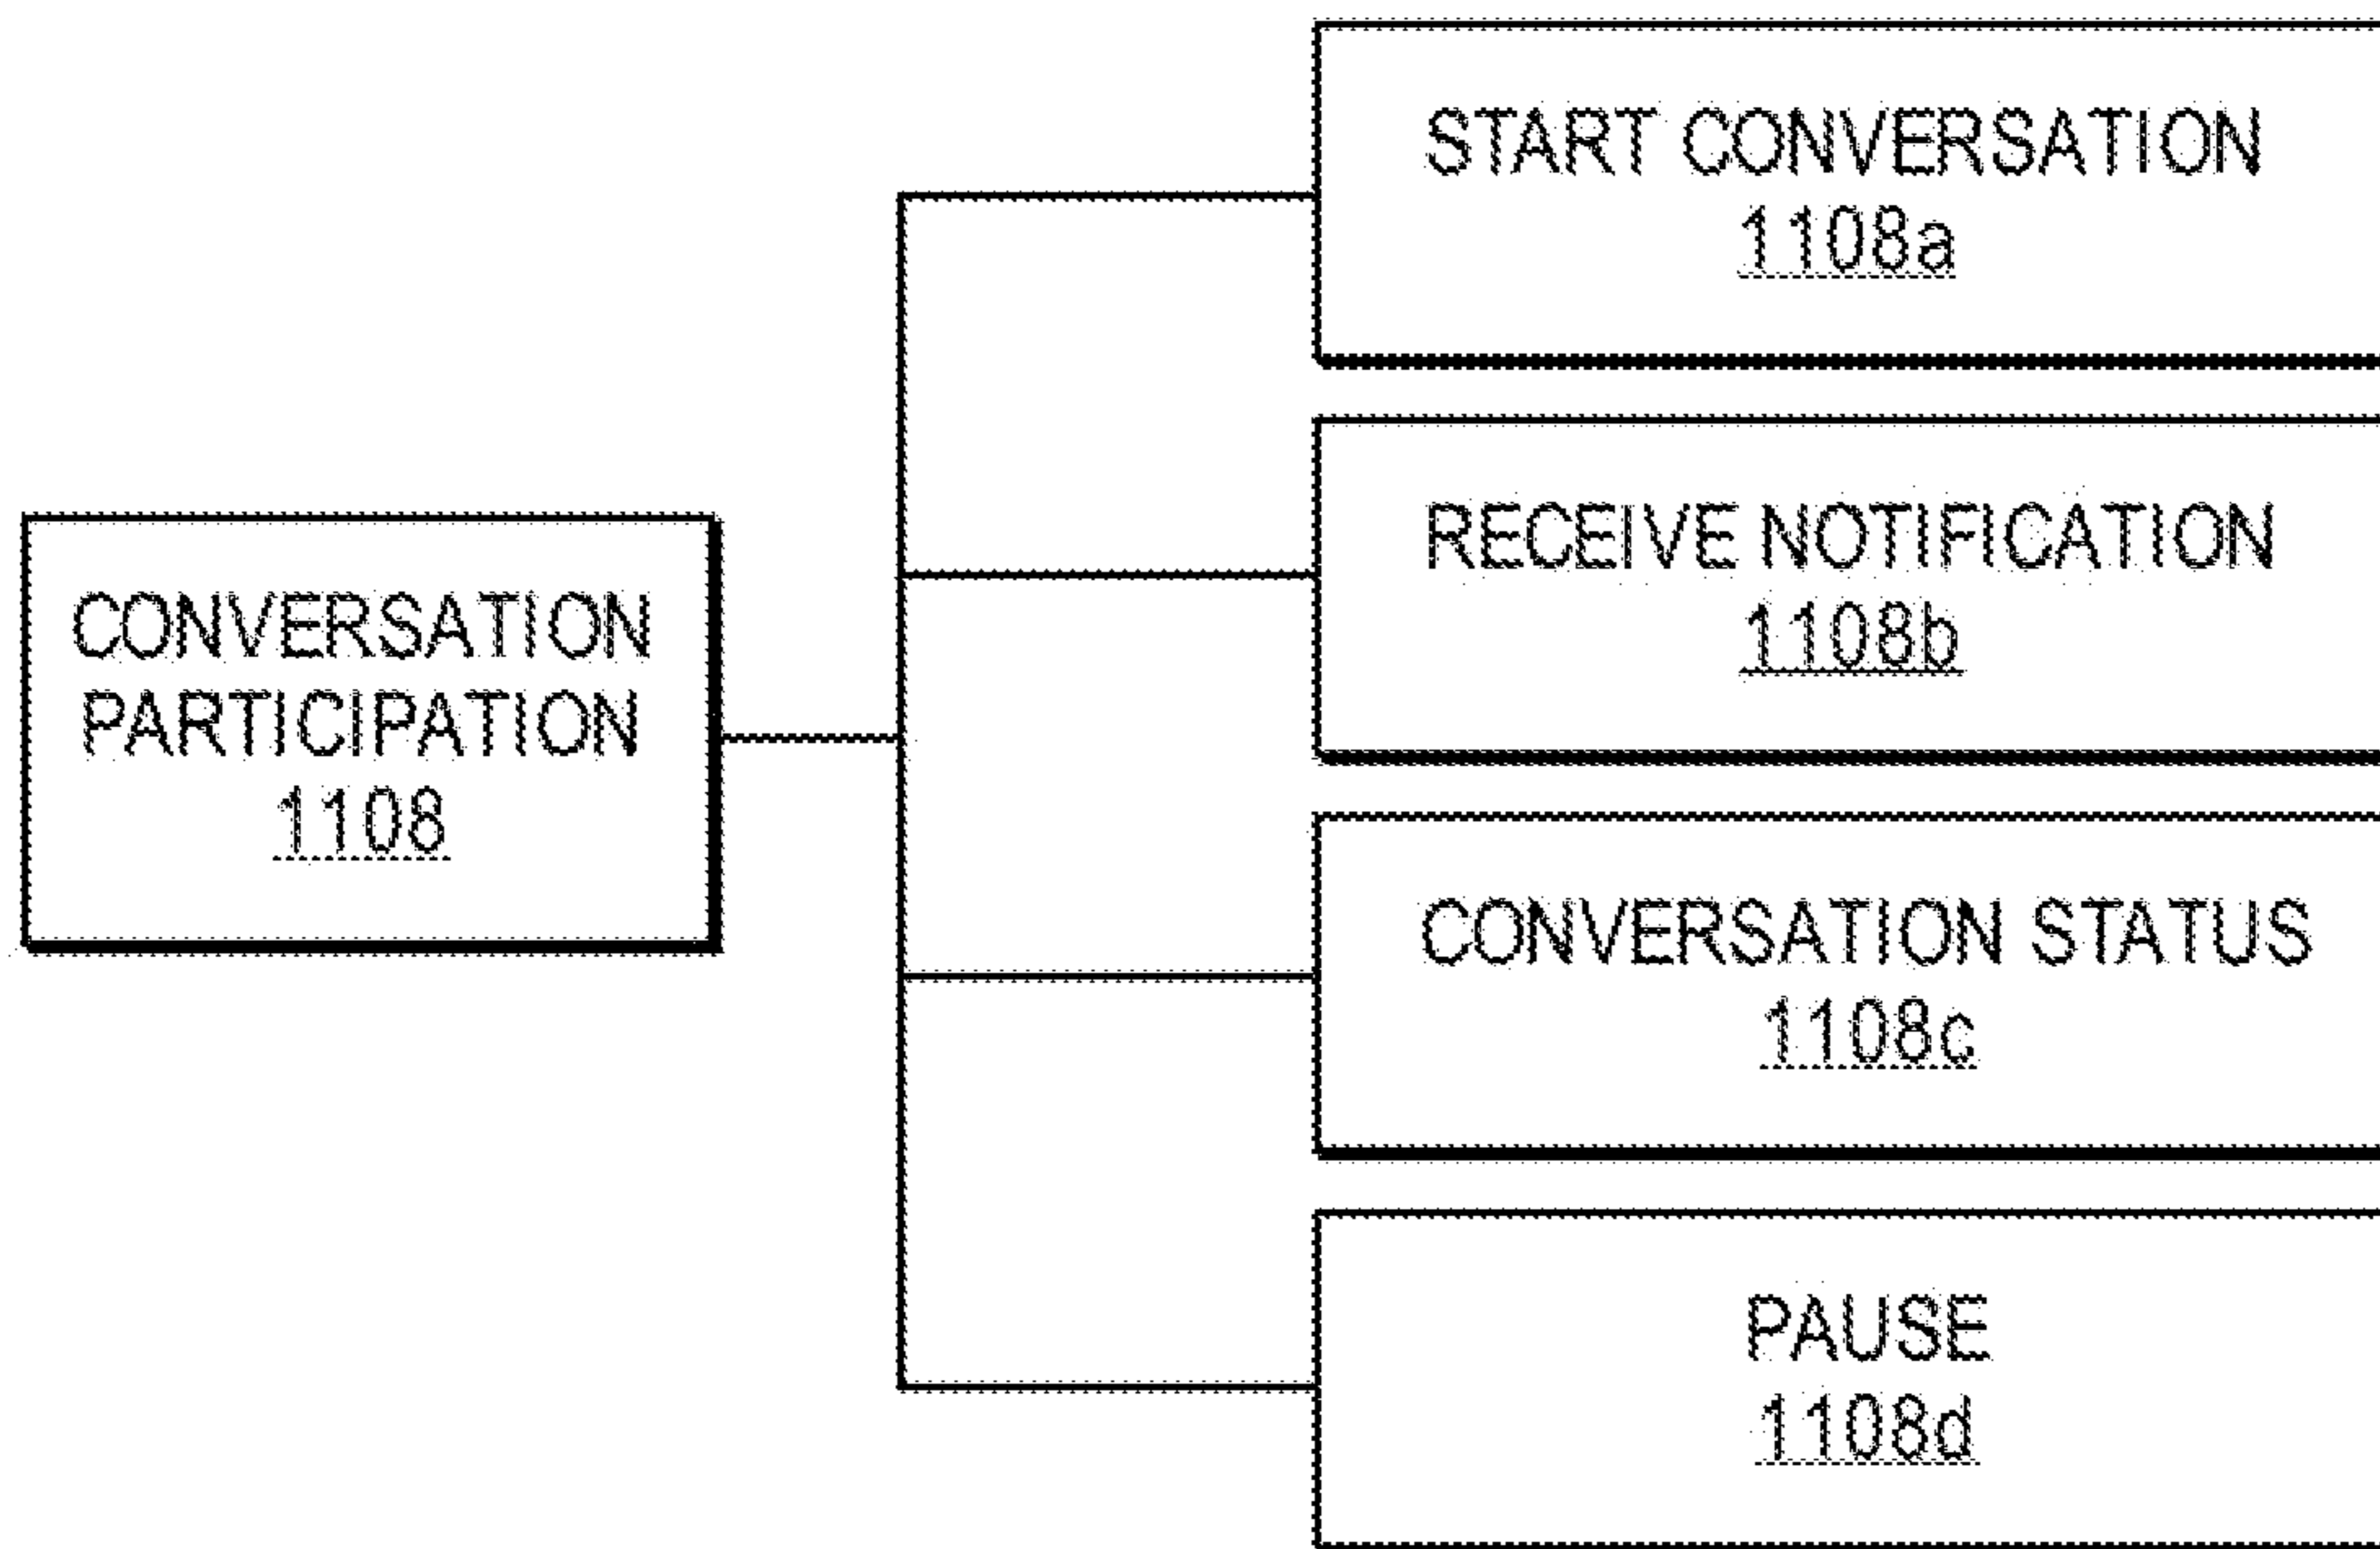 START CONVERSATION
1108a
RECEIVE NOTIFICATION
1108b
CONVERSATION
PARTICIPATION
1108
CONVERSATION STATUS
1108c
PAUSE
1108d